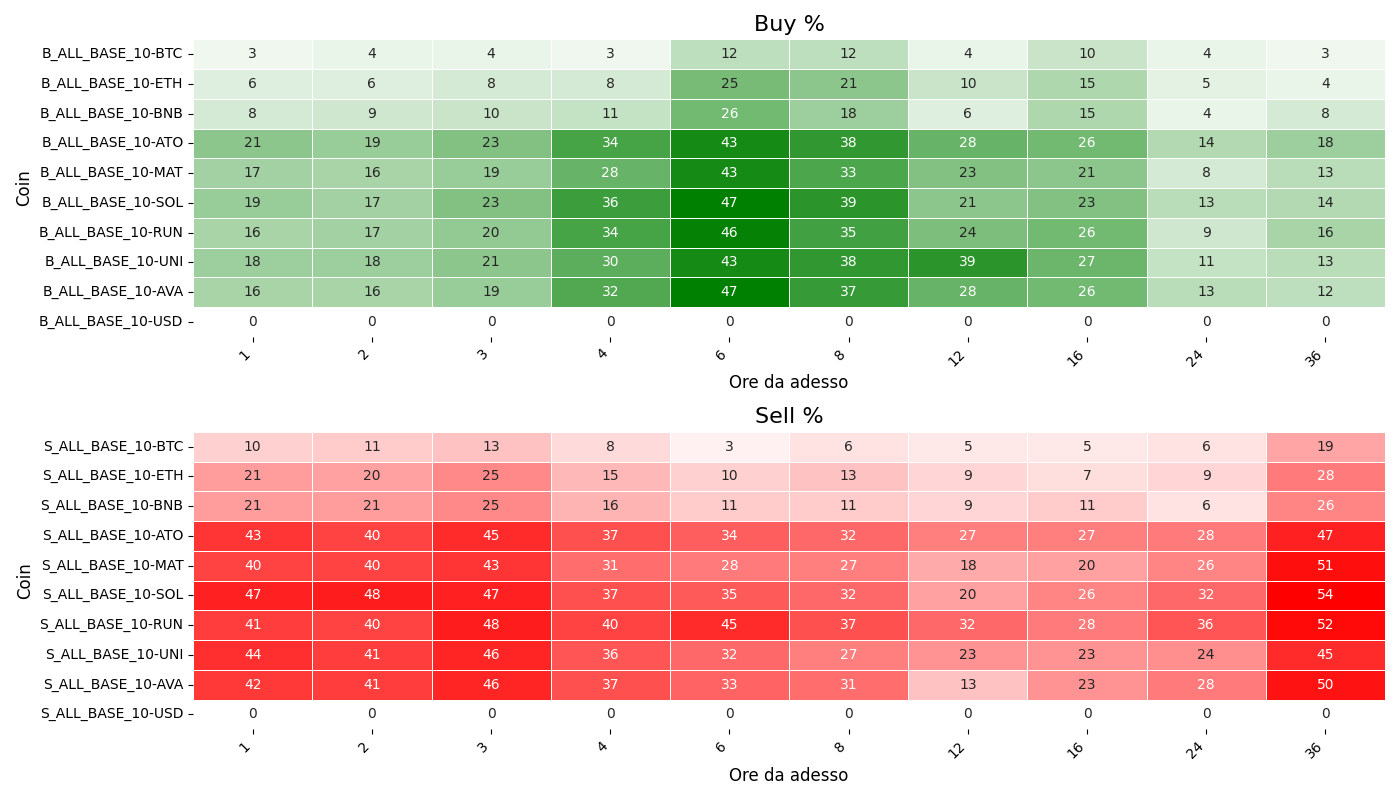 Buy %
Coin
B_ALL_BASE_10-BTC 3 4 4 3 12 12 4 10 4 3
B_ALL_BASE_10-ETH 6 6 8 8 25 21 10 15 5 4
B_ALL_BASE_10-BNB 8 9 10 11 26 18 6 15 4 8
B_ALL_BASE_10-ATO 21 19 23 34 43 38 28 26 14 18
B_ALL_BASE_10-MAT 17 16 19 28 43 33 23 21 8 13
B_ALL_BASE_10-SOL 19 17 23 36 47 39 21 23 13 14
B_ALL_BASE_10-RUN 16 17 20 34 46 35 24 26 9 16
B_ALL_BASE_10-UNI 18 18 21 30 43 38 39 27 11 13
B_ALL_BASE_10-AVA 16 16 19 32 47 37 28 26 13 12
B_ALL_BASE_10-USD 0 0 0 0 0 0 0 0 0 0
1 2 3 4 6 8 12 16 24 36
Ore da adesso
Sell %
Coin
S_ALL_BASE_10-BTC 10 11 13 8 3 6 5 5 6 19
S_ALL_BASE_10-ETH 21 20 25 15 10 13 9 7 9 28
S_ALL_BASE_10-BNB 21 21 25 16 11 11 9 11 6 26
S_ALL_BASE_10-ATO 43 40 45 37 34 32 27 27 28 47
S_ALL_BASE_10-MAT 40 40 43 31 28 27 18 20 26 51
S_ALL_BASE_10-SOL 47 48 47 37 35 32 20 26 32 54
S_ALL_BASE_10-RUN 41 40 48 40 45 37 32 28 36 52
S_ALL_BASE_10-UNI 44 41 46 36 32 27 23 23 24 45
S_ALL_BASE_10-AVA 42 41 46 37 33 31 13 23 28 50
S_ALL_BASE_10-USD 0 0 0 0 0 0 0 0 0 0
1 2 3 4 6 8 12 16 24 36
Ore da adesso